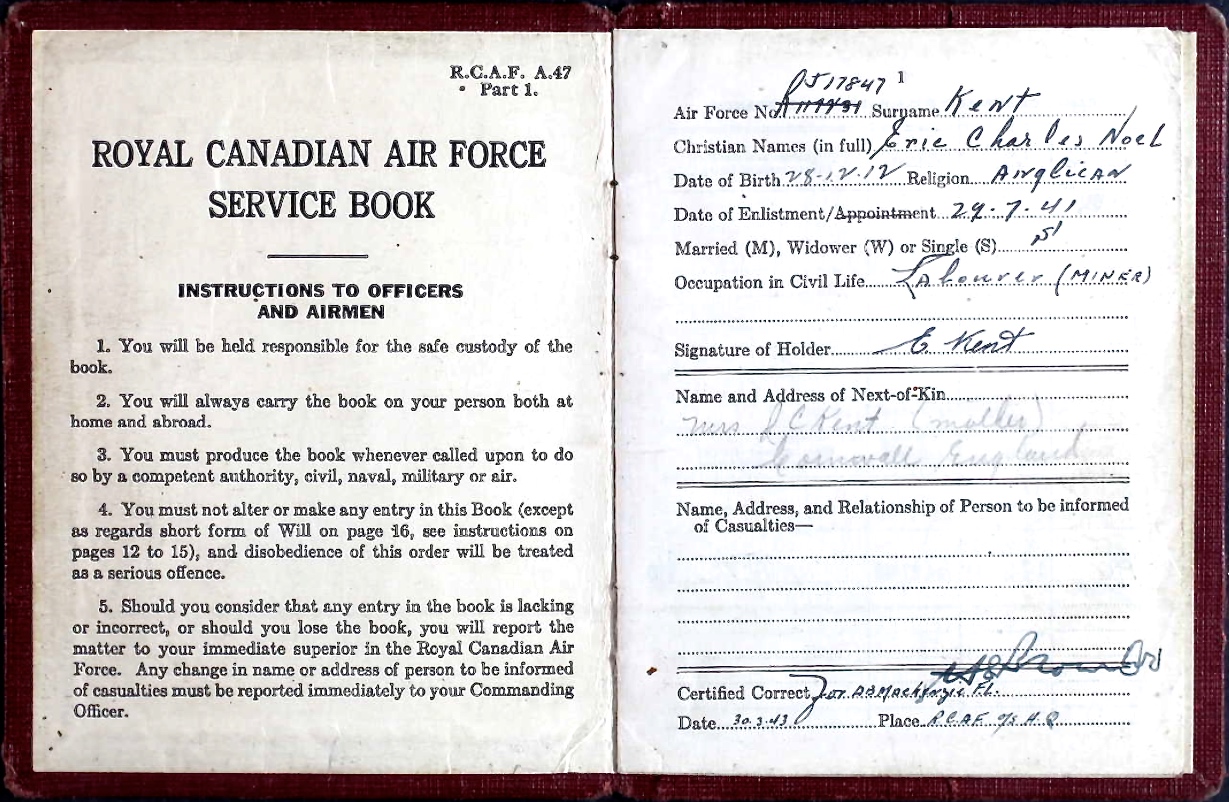 R.C.A.F. A.47
Part 1.
ROYAL CANADIAN AIR FORCE
SERVICE BOOK
INSTRUCTIONS TO OFFICERS
AND AIRMEN
1. You will be held responsible for the safe custody of the
book.
2. You will always carry the book on your person both at
home and abroad.
3. You must produce the book whenever called upon to do
so by a competent authority, civil, naval, military or air.
4. You must not alter or make any entry in this Book (except
as regards short form of Will on page 16, see instructions on
pages 12 to 15), and disobedience of this order will be treated
as a serious offence.
5. Should you consider that any entry in the book is lacking
or incorrect, or should you lose the book, you will report the
matter to your immediate superior in the Royal Canadian Air
Force. Any change in name or address of person to be informed
of casualties must be reported immediately to your Commanding
Officer.
1
J17847
Air Force No. Surname Kent
Christian Names (in full) Eric Charles Noel
Date of Birth 28.12.12 Religion Anglican
Date of Enlistment/Appointment 29.7.41
Married (M), Widower (W) or Single (S) S
Occupation in Civil Life Labourer (MINER)
Signature of Holder E. Kent
Name and Address of Next-of-Kin
Mrs Kent (mother)
Cornwall England
Name, Address, and Relationship of Person to be informed
of Casualties—
Certified Correct for MacKenzie FL.
Date 30.3.43 Place R.C.A.F. O/S H.Q